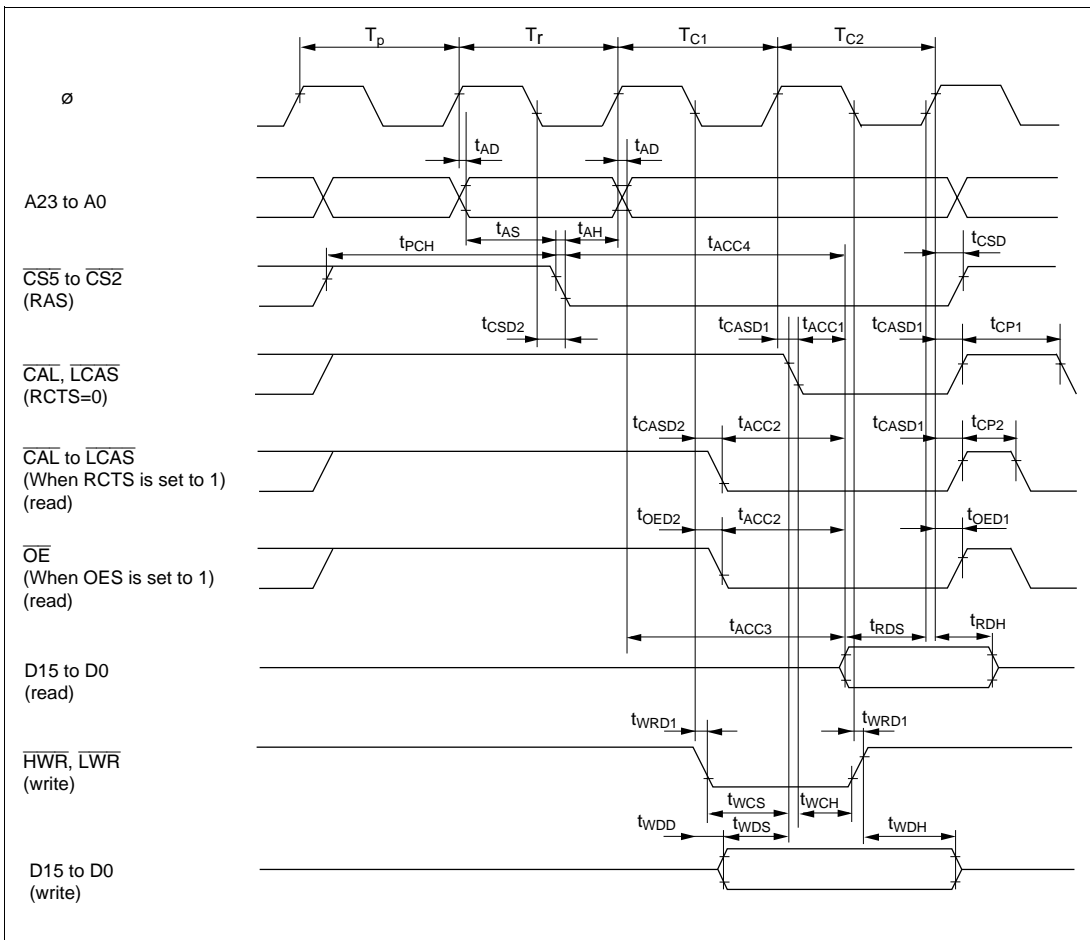 Tp Tr TC1 TC2
ø
tAD tAD
A23 to A0
tAS tAH
tPCH tACC4 tCSD
CS5 to CS2
(RAS)
tCSD2 tCASD1 tACC1 tCASD1 tCP1
CAL, LCAS
(RCTS=0)
tCASD2 tACC2 tCASD1 tCP2
CAL to LCAS
(When RCTS is set to 1)
(read)
tOED2 tACC2 tOED1
OE
(When OES is set to 1)
(read)
tACC3 tRDS tRDH
D15 to D0
(read)
tWRD1 tWRD1
HWR, LWR
(write)
tWCS tWCH
tWDD tWDS tWDH
D15 to D0
(write)